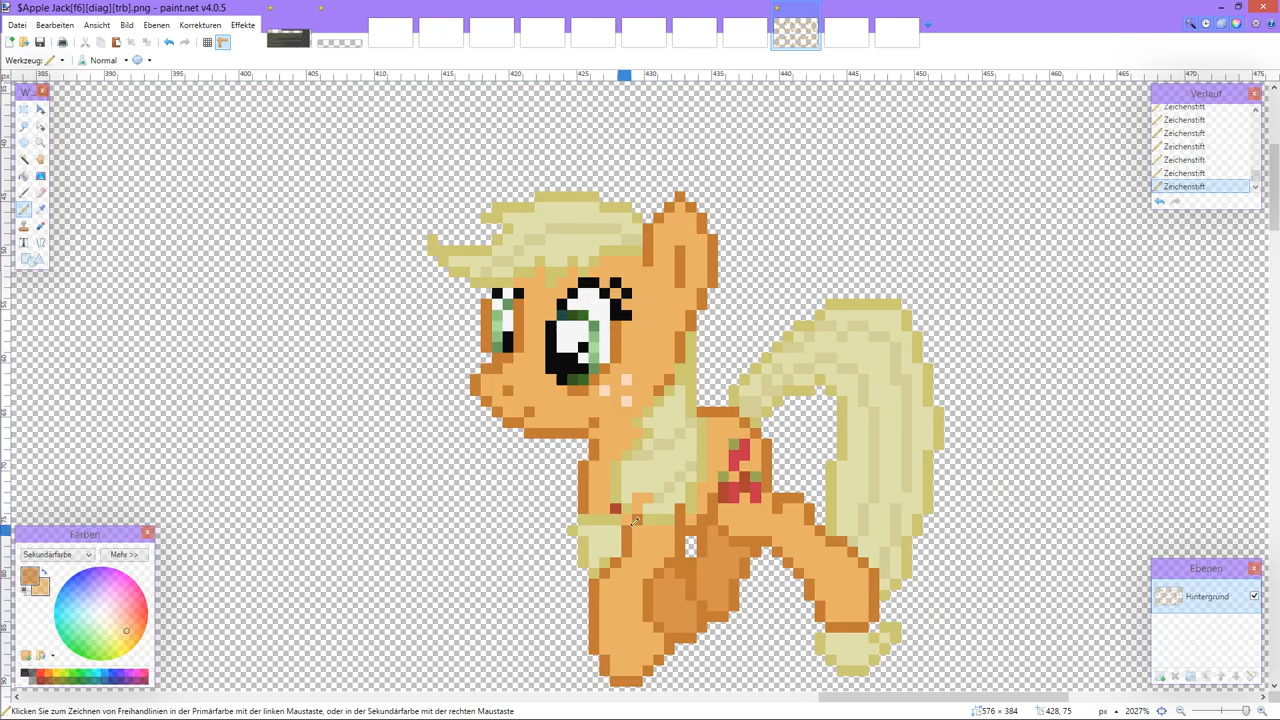 $Apple Jack[f6][diag][trb].png - paint.net v4.0.5
Datei Bearbeiten Ansicht Bild Ebenen Korrekturen Effekte
Werkzeug: Normal
px 385 390 395 400 405 410 415 420 425 430 435 440 445 450 455 460 465 470 475
W...
Verlauf
Zeichenstift
Zeichenstift
Zeichenstift
Zeichenstift
Zeichenstift
Zeichenstift
Zeichenstift
Farben
Sekundärfarbe Mehr >>
Ebenen
Hintergrund
Klicken Sie zum Zeichnen von Freihandlinien in der Primärfarbe mit der linken Maustaste, oder in der Sekundärfarbe mit der rechten Maustaste 576 × 384 428, 75 px 2027%